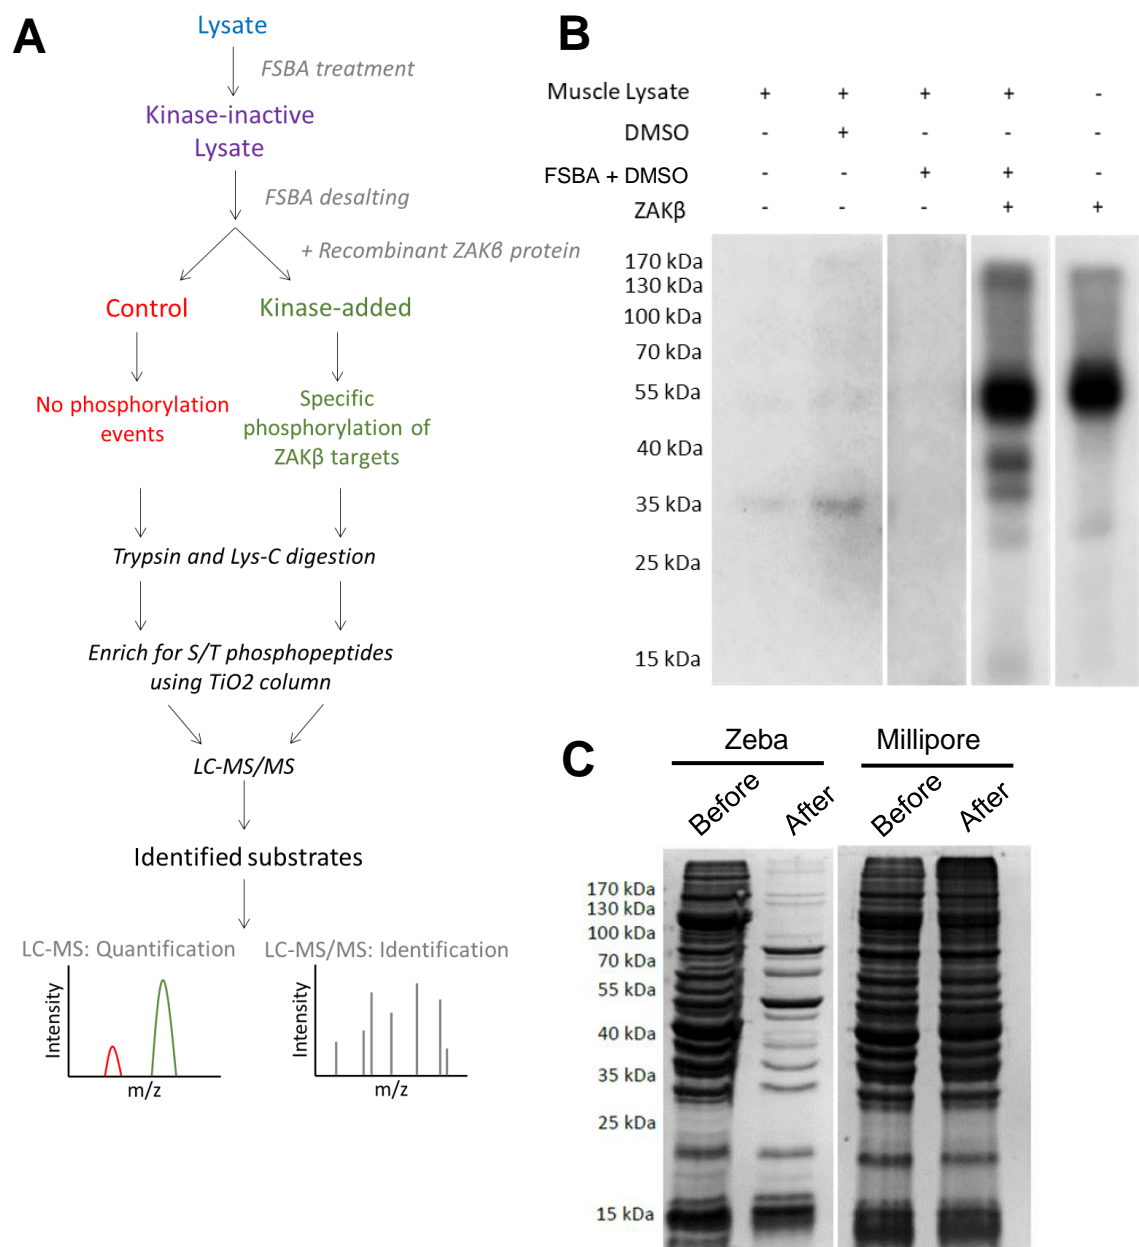 A
Lysate
FSBA treatment
Kinase-inactive
Lysate
FSBA desalting
+ Recombinant ZAKβ protein
Control
Kinase-added
No phosphorylation
events
Specific
phosphorylation of
ZAKβ targets
Trypsin and Lys-C digestion
Enrich for S/T phosphopeptides
using TiO2 column
LC-MS/MS
Identified substrates
LC-MS: Quantification
LC-MS/MS: Identification
Intensity
m/z
Intensity
m/z
B
Muscle Lysate + + + + -
DMSO - + - - -
FSBA + DMSO - - + + -
ZAKβ - - - + +
170 kDa
130 kDa
100 kDa
70 kDa
55 kDa
40 kDa
35 kDa
25 kDa
15 kDa
C
Zeba
Millipore
Before
After
Before
After
170 kDa
130 kDa
100 kDa
70 kDa
55 kDa
40 kDa
35 kDa
25 kDa
15 kDa